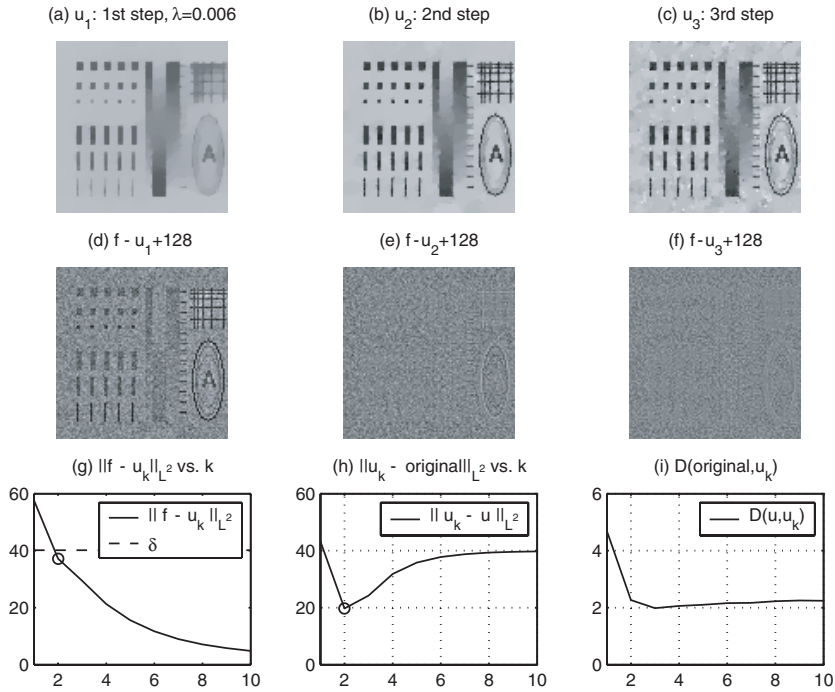 (a) u1: 1st step, λ=0.006
(b) u2: 2nd step
(c) u3: 3rd step
A
A
A
(d) f - u1+128
(e) f-u2+128
(f) f-u3+128
A
(g) ||f - uk||L2 vs. k
(h) ||uk - original||L2 vs. k
(i) D(original,uk)
60
40
20
0
2
4
6
8
10
|| f - uk ||L2
δ
60
40
20
0
2
4
6
8
10
|| uk - u ||L2
6
4
2
0
2
4
6
8
10
D(u,uk)